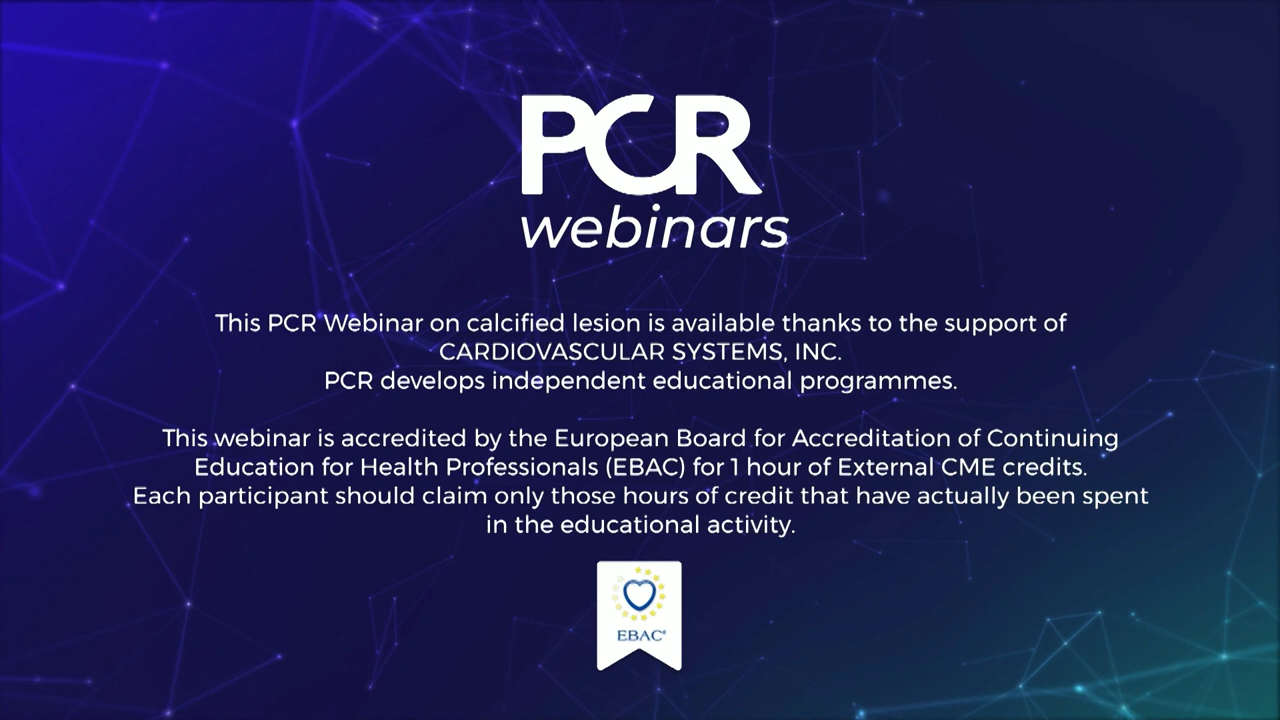 PCR
webinars
This PCR Webinar on calcified lesion is available thanks to the support of
CARDIOVASCULAR SYSTEMS, INC.
PCR develops independent educational programmes.
This webinar is accredited by the European Board for Accreditation of Continuing
Education for Health Professionals (EBAC) for 1 hour of External CME credits.
Each participant should claim only those hours of credit that have actually been spent
in the educational activity.
EBAC®